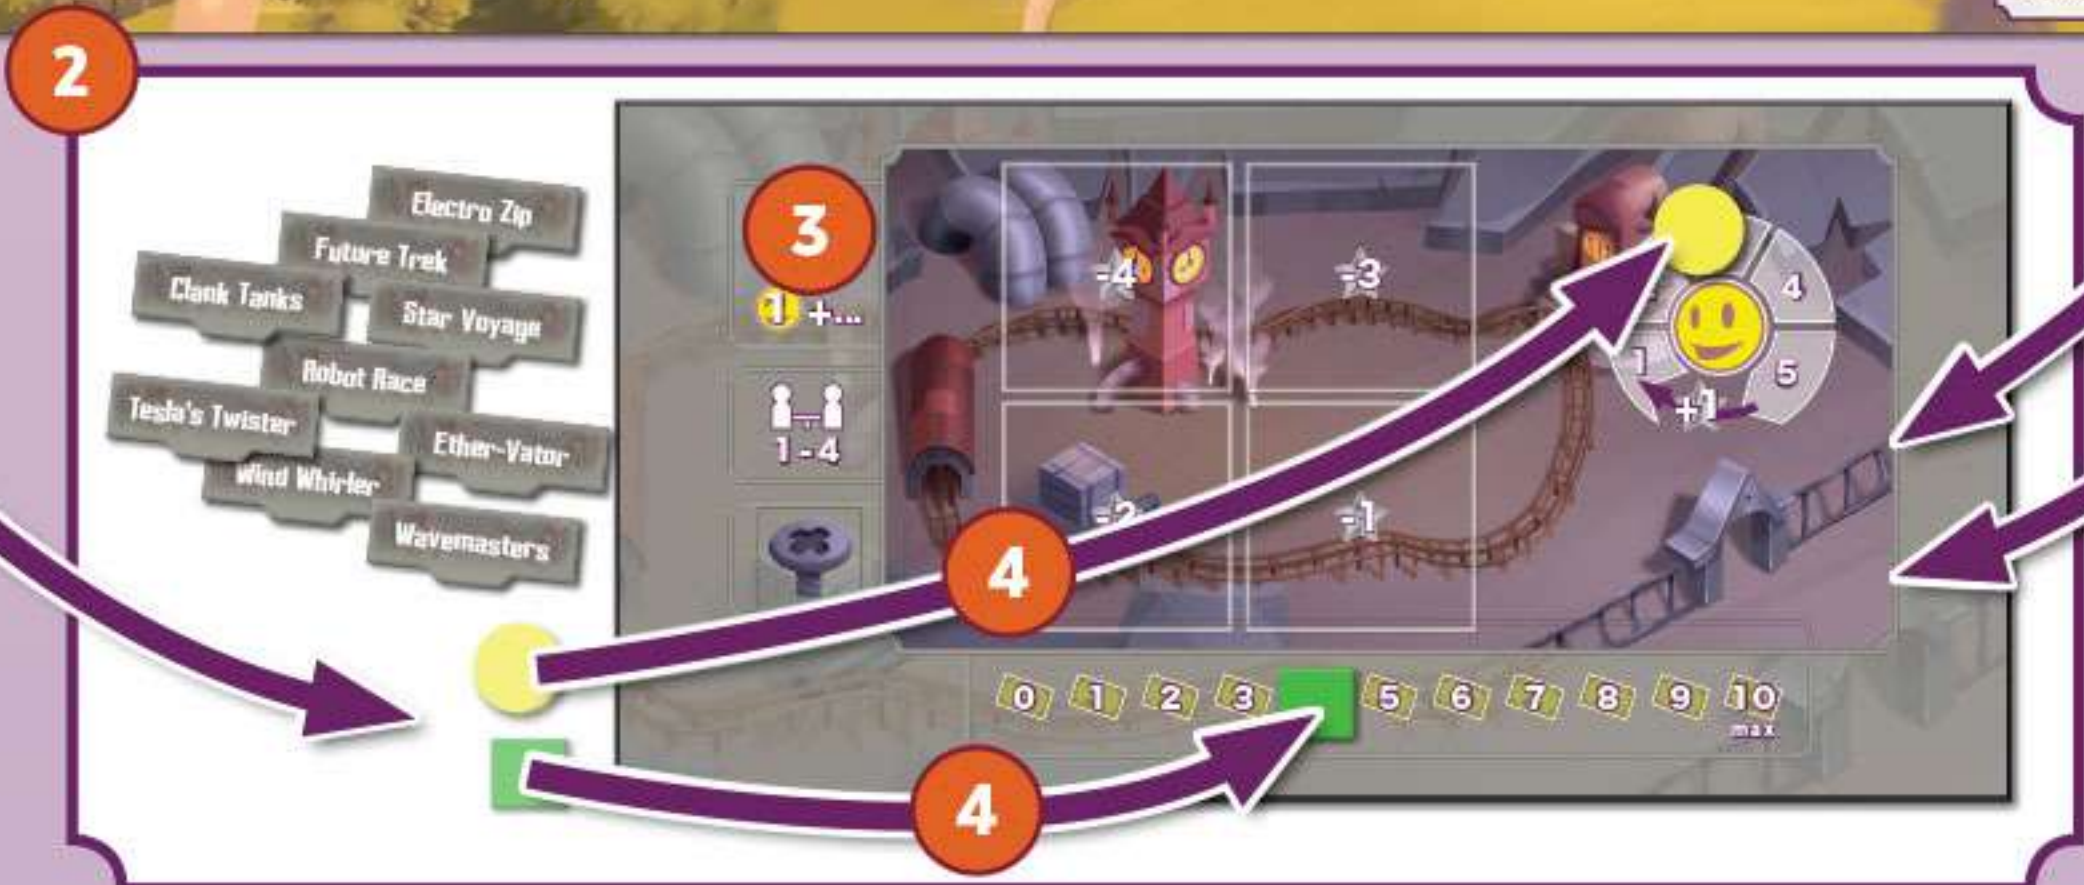 2
Electro Zip
Future Trek
Clank Tanks
Star Voyage
Robot Race
Tesla's Twister
Ether-Vator
Wind Whirler
Wavemasters
3
1 +...
1-4
-4
-3
-2
-1
4
5
1
+1
4
0 1 2 3 5 6 7 8 9 10
max
4